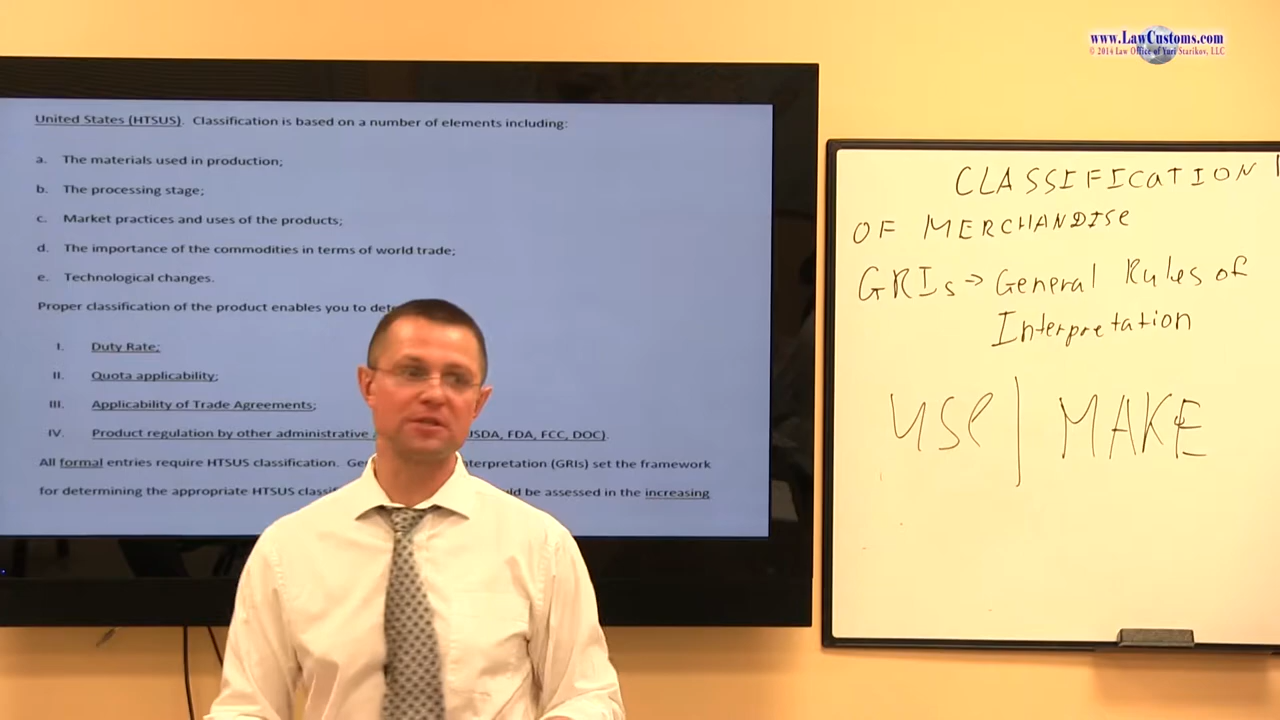 www.LawCustoms.com
© 2014 Law Office of Yuri Starikov, LLC
United States (HTSUS). Classification is based on a number of elements including:
a. The materials used in production;
b. The processing stage;
c. Market practices and uses of the products;
d. The importance of the commodities in terms of world trade;
e. Technological changes.
Proper classification of the product enables you to
I. Duty Rate;
II. Quota applicability;
III. Applicability of Trade Agreements;
IV. Product regulation by other administrative JSDA, FDA, FCC, DOC).
All formal entries require HTSUS classification. terpretation (GRIs) set the framework
for determining the appropriate HTSUS be assessed in the increasing
CLASSIFICATION
OF MERCHANDISE
GRIs → General Rules of
Interpretation
USE | MAKE